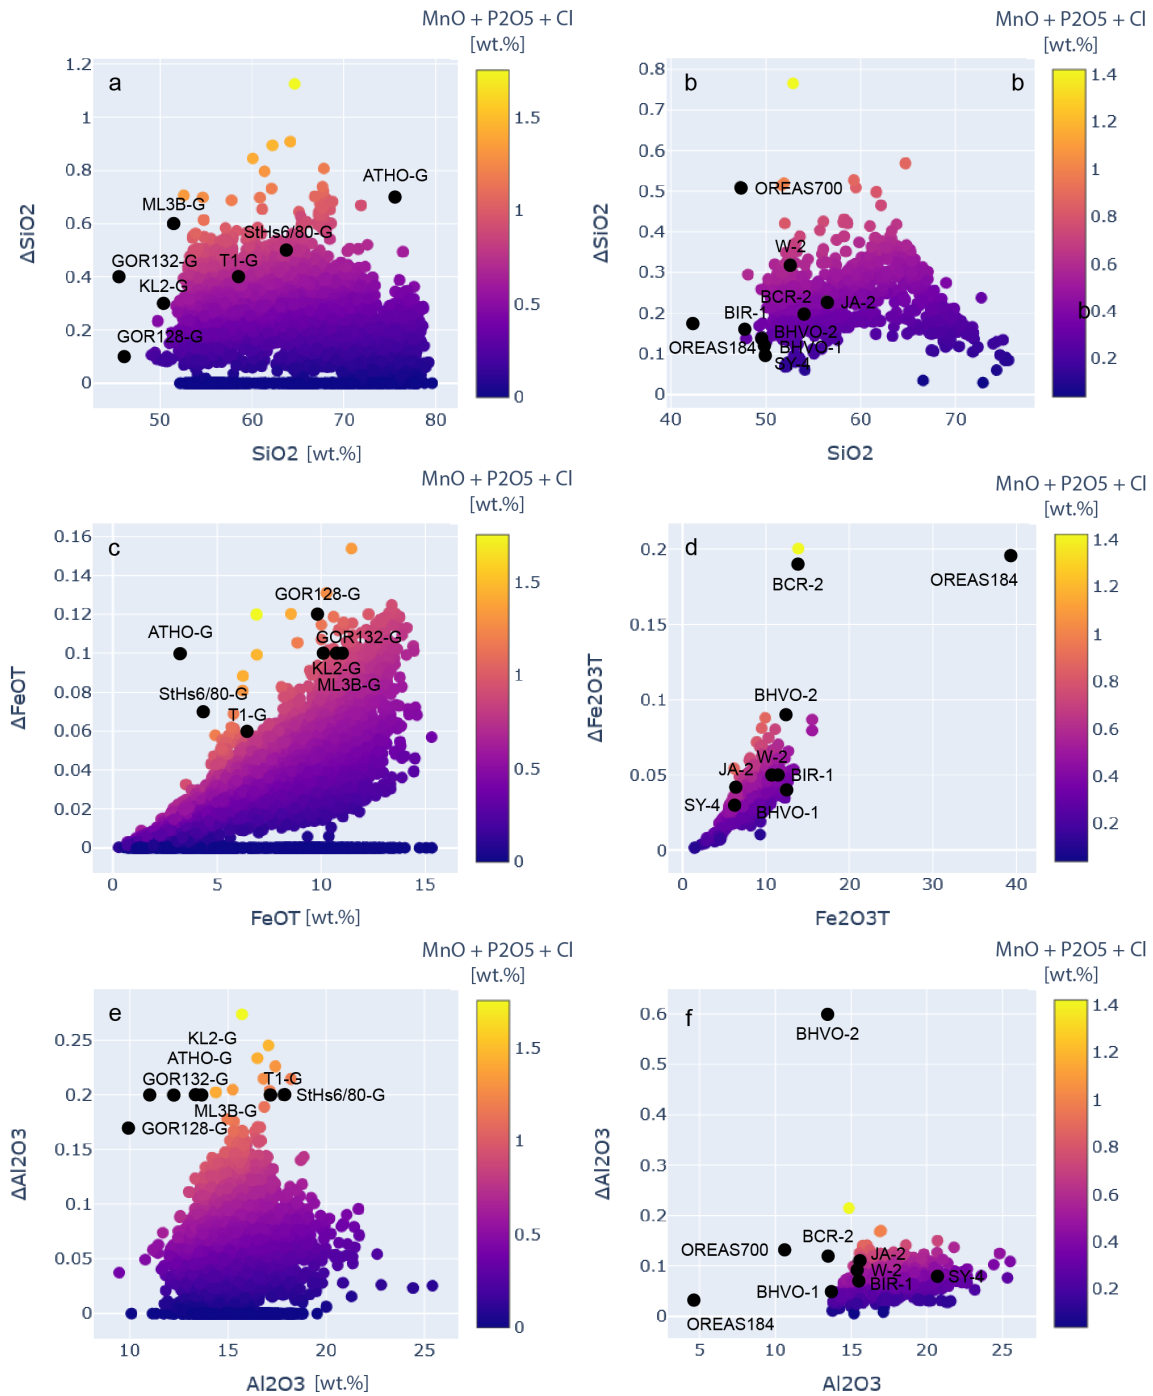 MnO + P2O5 + Cl
[wt.%]
a
1.2
1
0.8
0.6
0.4
0.2
0
ΔSiO2
ATHO-G
ML3B-G
StHs6/80-G
GOR132-G
T1-G
KL2-G
GOR128-G
50
60
70
80
SiO2 [wt.%]
1.5
1
0.5
0
MnO + P2O5 + Cl
[wt.%]
b
b
0.8
0.7
0.6
0.5
0.4
0.3
0.2
0.1
0
ΔSiO2
OREAS700
W-2
BCR-2
JA-2
BIR-1
b
BHVO-2
OREAS184
BHVO-1
SY-4
40
50
60
70
SiO2
1.4
1.2
1
0.8
0.6
0.4
0.2
MnO + P2O5 + Cl
[wt.%]
c
0.16
0.14
0.12
0.1
0.08
0.06
0.04
0.02
0
ΔFeOT
GOR128-G
ATHO-G
GOR132-G
KL2-G
ML3B-G
StHs6/80-G
T1-G
0
5
10
15
FeOT [wt.%]
1.5
1
0.5
0
MnO + P2O5 + Cl
[wt.%]
d
0.2
0.15
0.1
0.05
0
ΔFe2O3T
BCR-2
OREAS184
BHVO-2
W-2
JA-2
BIR-1
SY-4
BHVO-1
0
10
20
30
40
Fe2O3T
1.4
1.2
1
0.8
0.6
0.4
0.2
MnO + P2O5 + Cl
[wt.%]
e
0.25
0.2
0.15
0.1
0.05
0
ΔAl2O3
KL2-G
ATHO-G
GOR132-G
T1-G
StHs6/80-G
ML3B-G
GOR128-G
10
15
20
25
Al2O3 [wt.%]
1.5
1
0.5
0
MnO + P2O5 + Cl
[wt.%]
f
0.6
0.5
0.4
0.3
0.2
0.1
0
ΔAl2O3
BHVO-2
BCR-2
OREAS700
JA-2
W-2
SY-4
BIR-1
BHVO-1
OREAS184
5
10
15
20
25
Al2O3
1.4
1.2
1
0.8
0.6
0.4
0.2